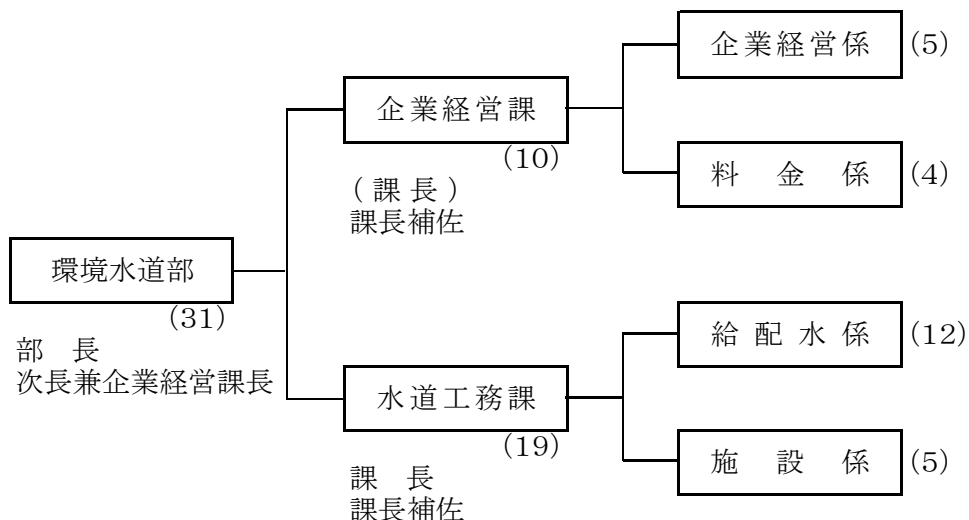 環境水道部
(31)
部　長
次長兼企業経営課長
企業経営課
(10)
(課長)
課長補佐
企業経営係
(5)
料　金　係
(4)
水道工務課
(19)
課　長
課長補佐
給配水係
(12)
施　設　係
(5)